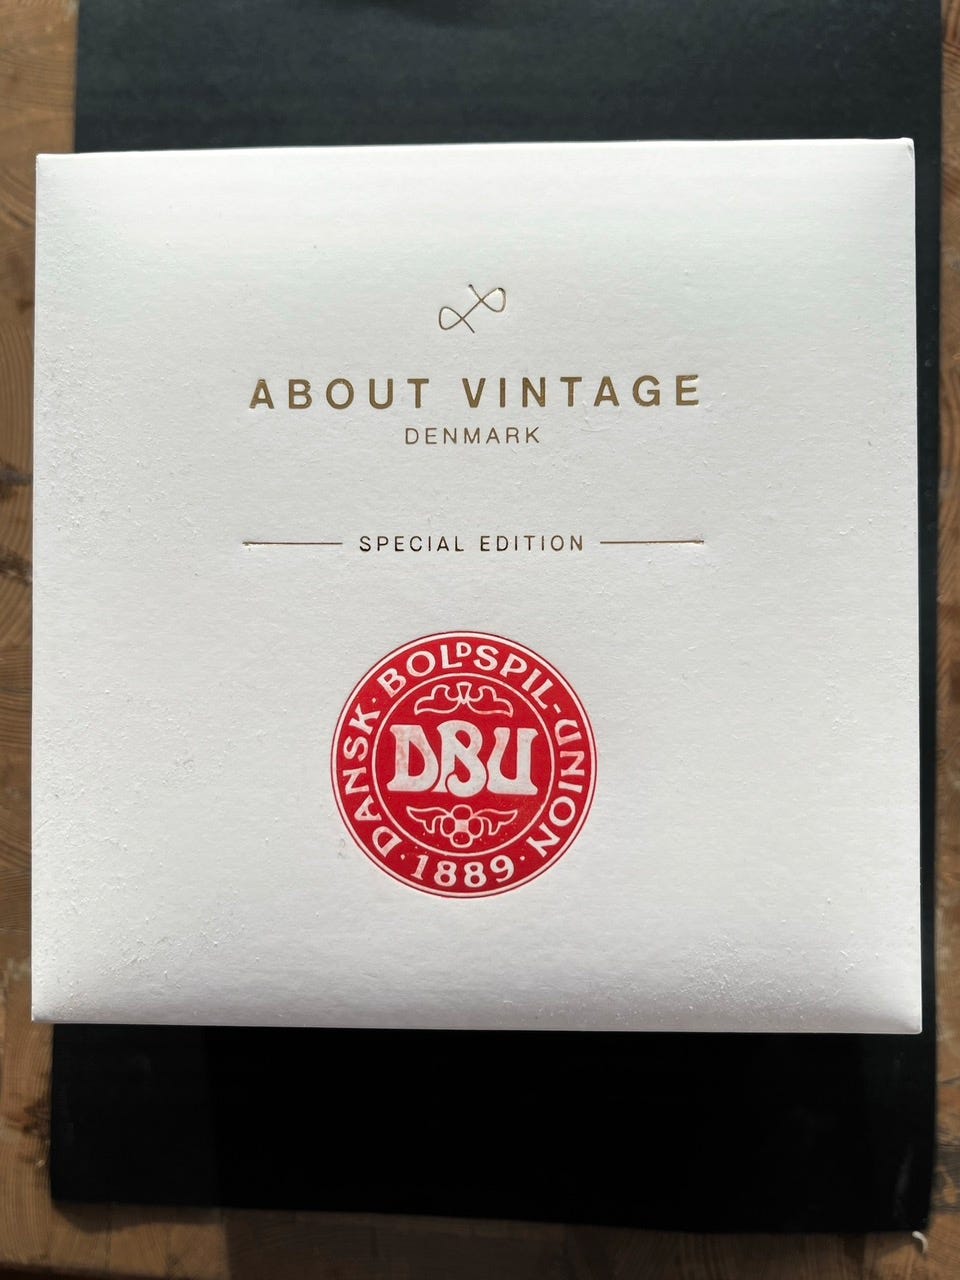 ABOUT VINTAGE
DENMARK
SPECIAL EDITION
DANSK · BOLDSPIL-UNION
DBU
· 1889 ·